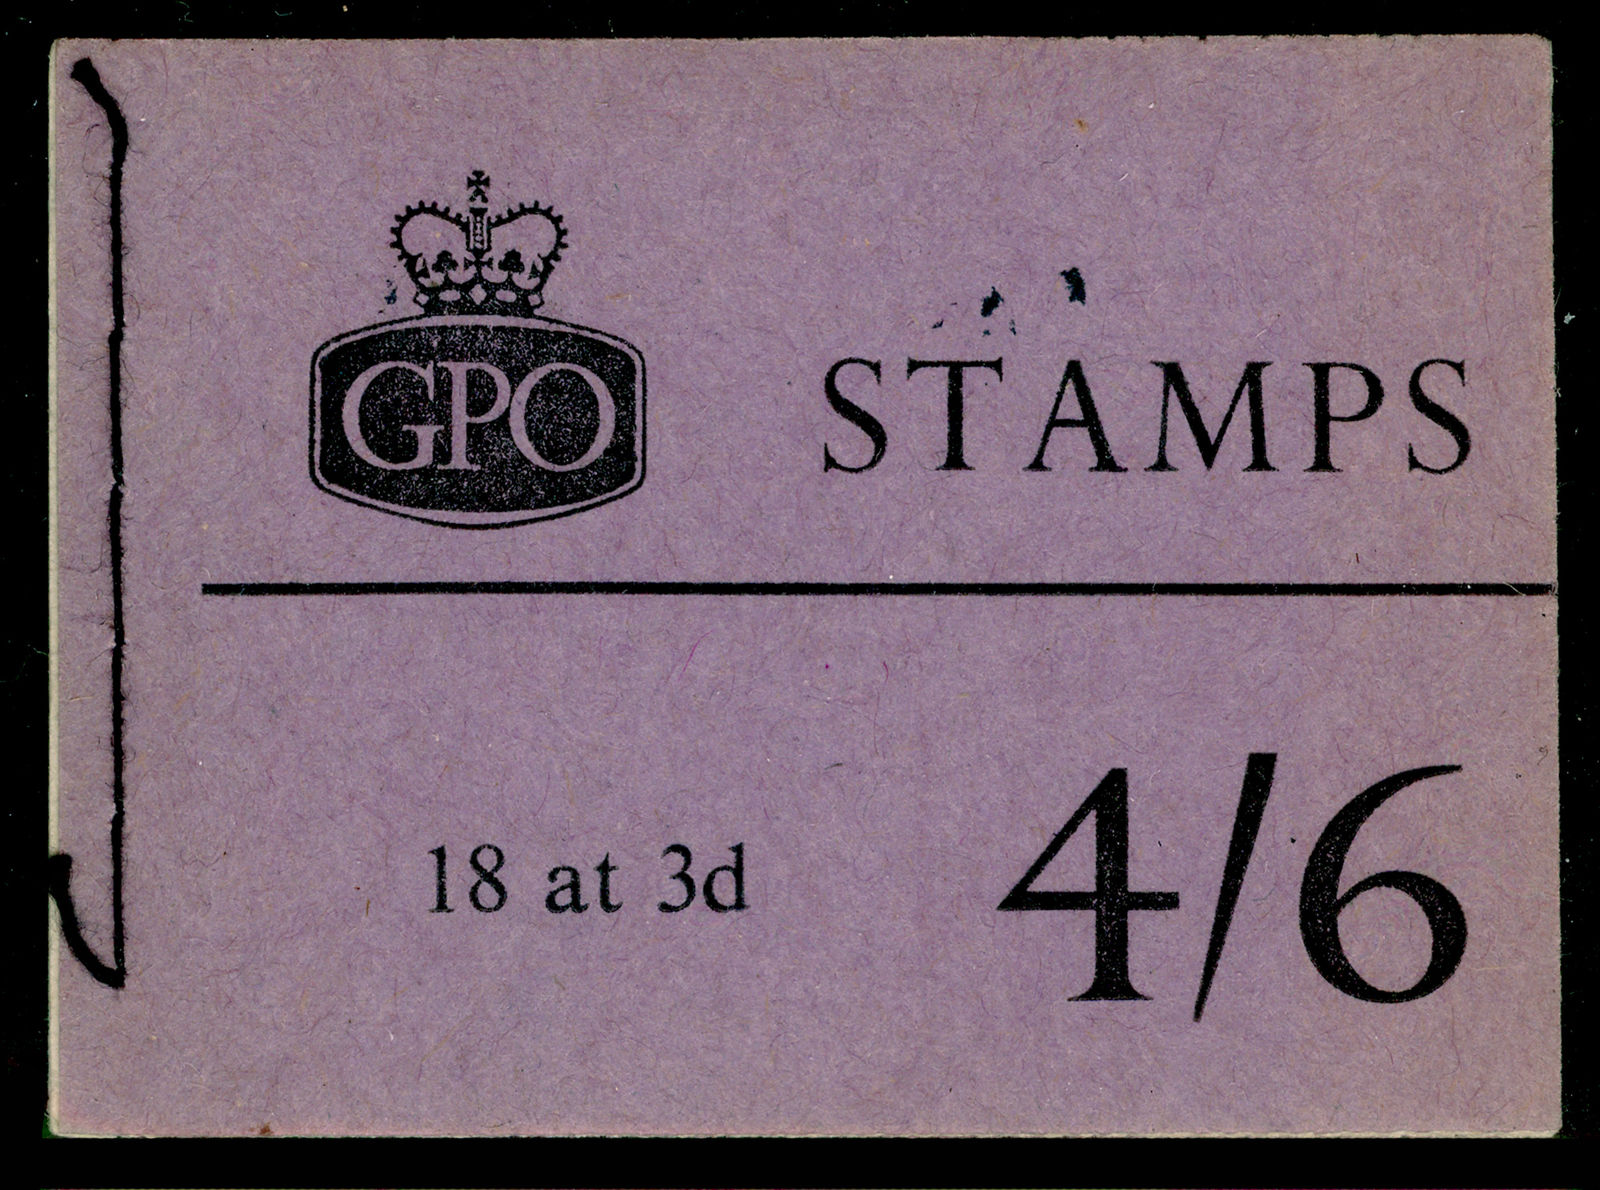 GPO
STAMPS
18 at 3d
4/6